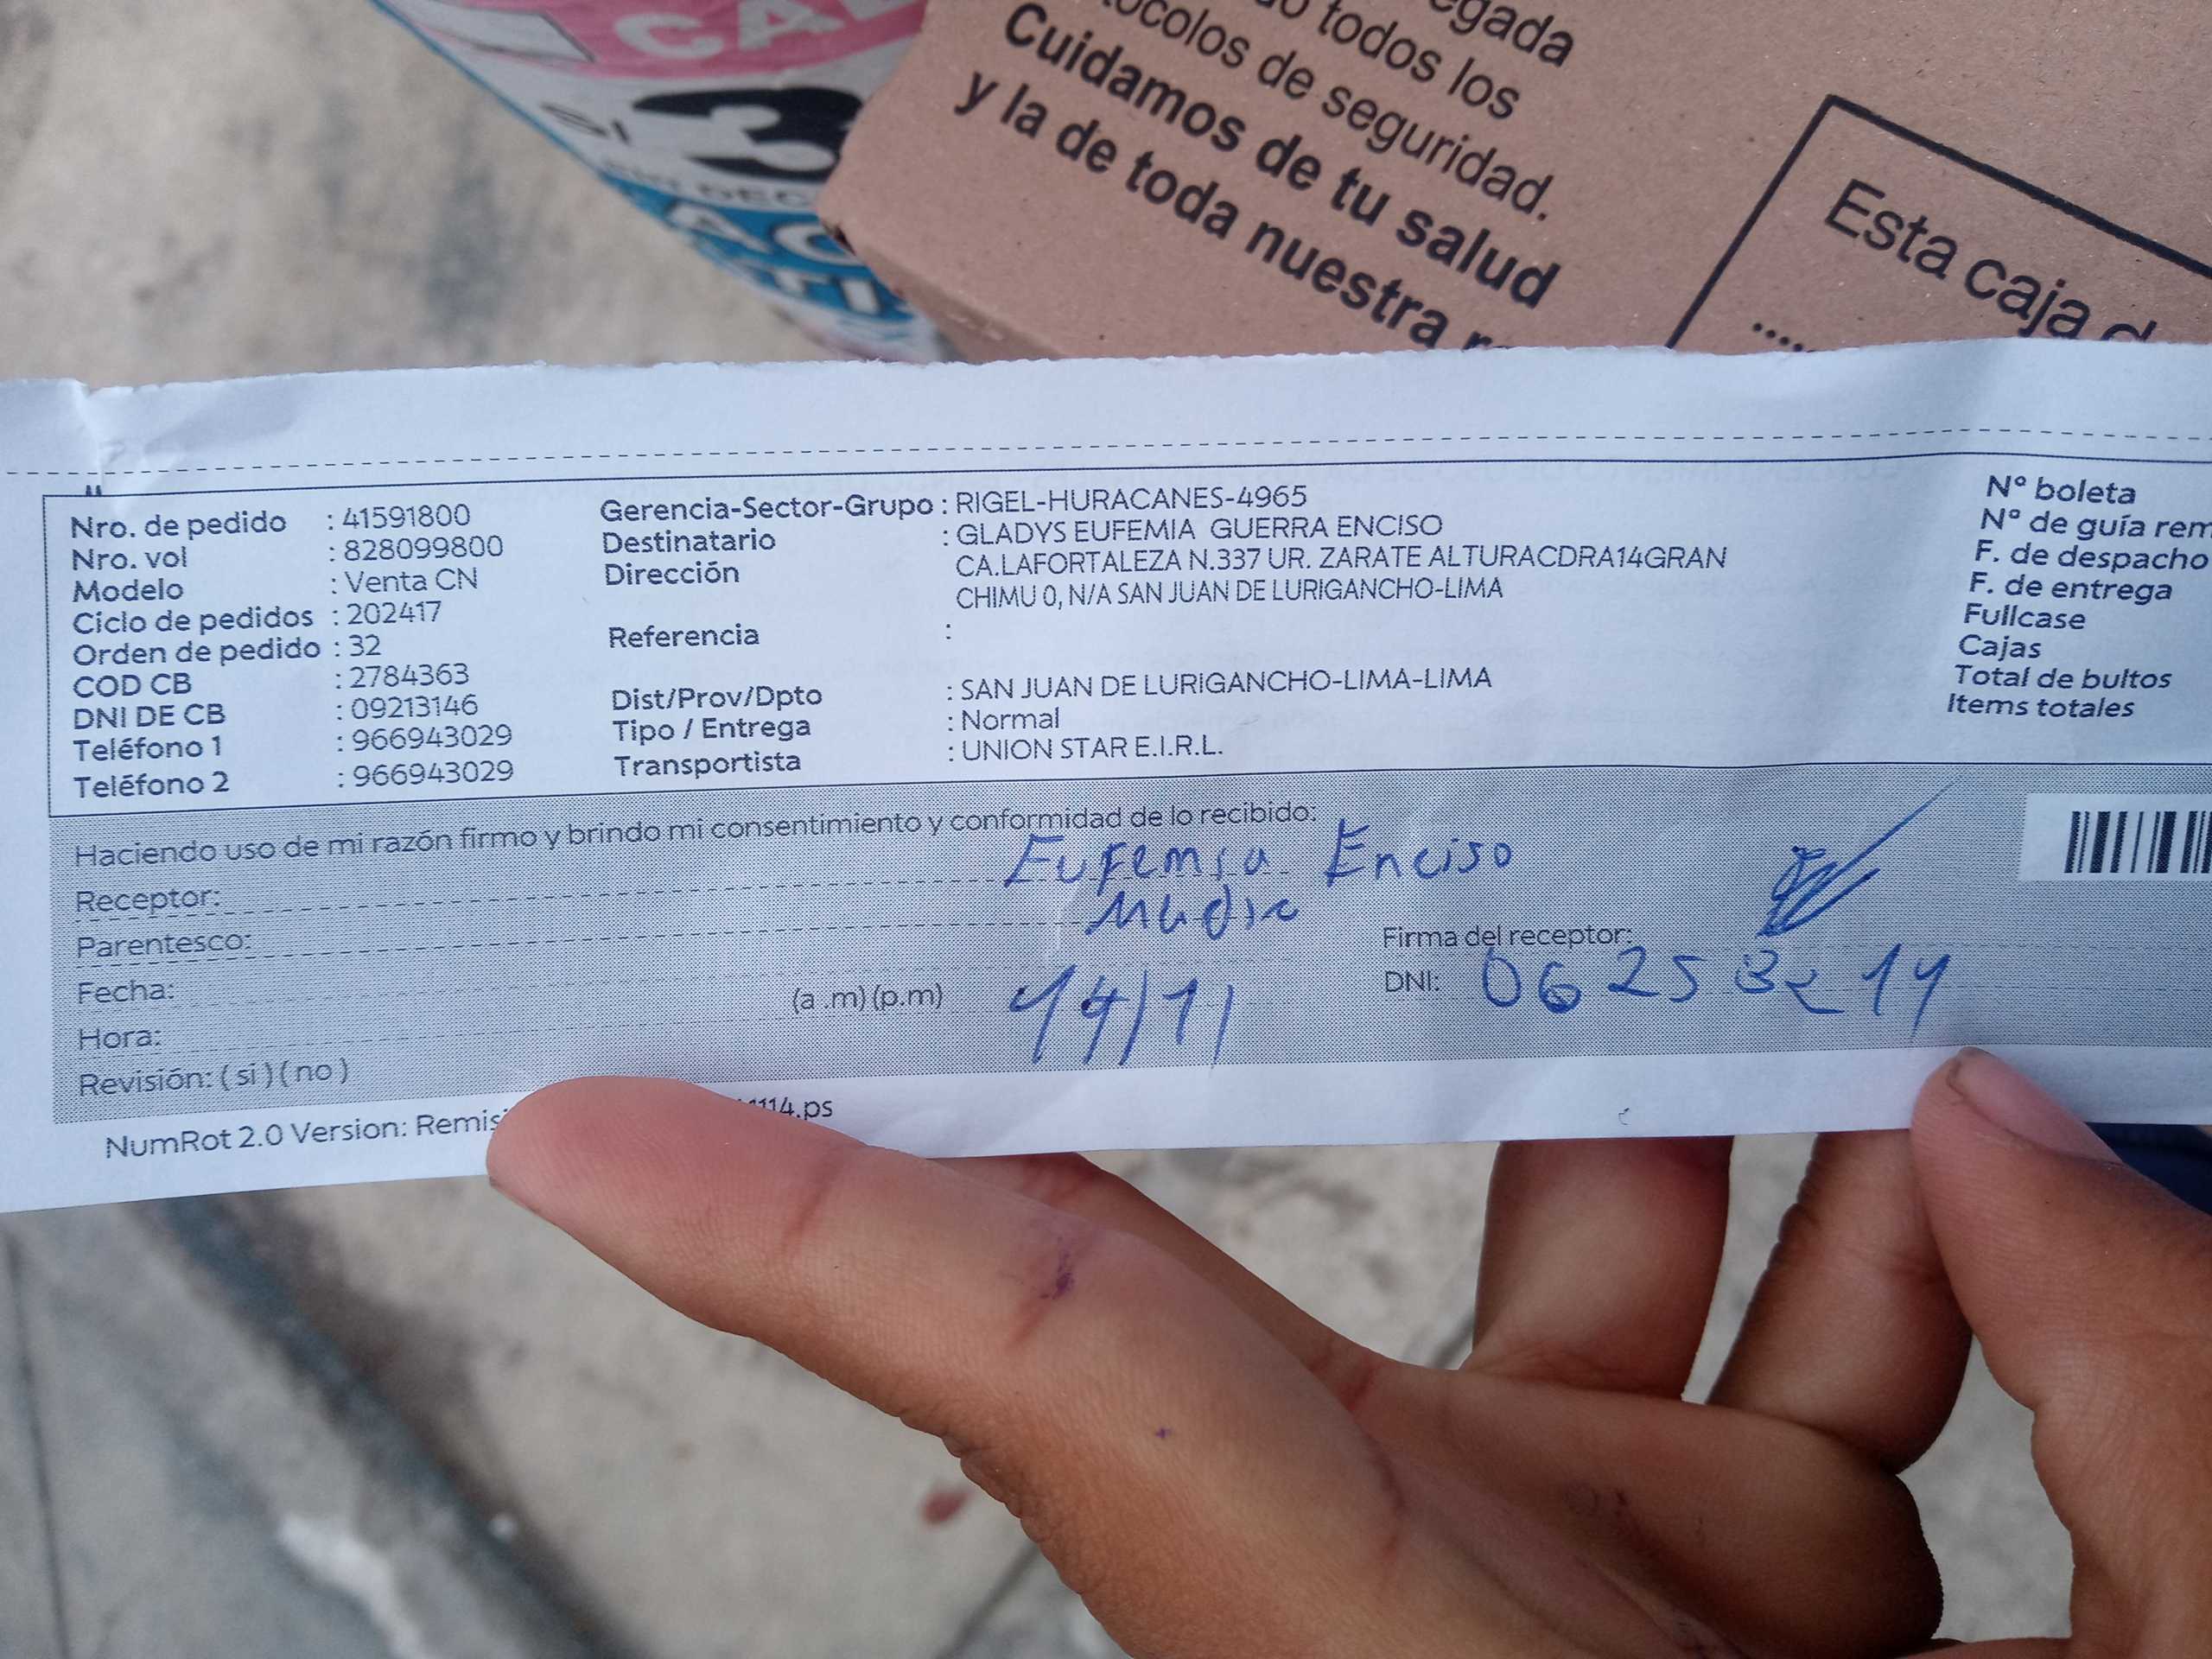 CA
S/ 3
egada
do todos los
ocolos de seguridad.
Cuidamos de tu salud
y la de toda nuestra
Esta caja d
Nro. de pedido : 41591800
Nro. vol : 828099800
Modelo : Venta CN
Ciclo de pedidos : 202417
Orden de pedido : 32
COD CB : 2784363
DNI DE CB : 09213146
Teléfono 1 : 966943029
Teléfono 2 : 966943029
Gerencia-Sector-Grupo : RIGEL-HURACANES-4965
Destinatario : GLADYS EUFEMIA GUERRA ENCISO
Dirección CA.LAFORTALEZA N.337 UR. ZARATE ALTURACDRA14GRAN
CHIMU 0, N/A SAN JUAN DE LURIGANCHO-LIMA
Referencia :
Dist/Prov/Dpto : SAN JUAN DE LURIGANCHO-LIMA-LIMA
Tipo / Entrega : Normal
Transportista : UNION STAR E.I.R.L.
Nº boleta
Nº de guía rem
F. de despacho
F. de entrega
Fullcase
Cajas
Total de bultos
Items totales
Haciendo uso de mi razón firmo y brindo mi consentimiento y conformidad de lo recibido:
Receptor: Eufemia Enciso
Parentesco: Madre
Fecha: 14/11
Hora: (a .m) (p.m)
Revisión: ( si ) ( no )
Firma del receptor:
DNI: 06258214
NumRot 2.0 Version: Remis 1114.ps